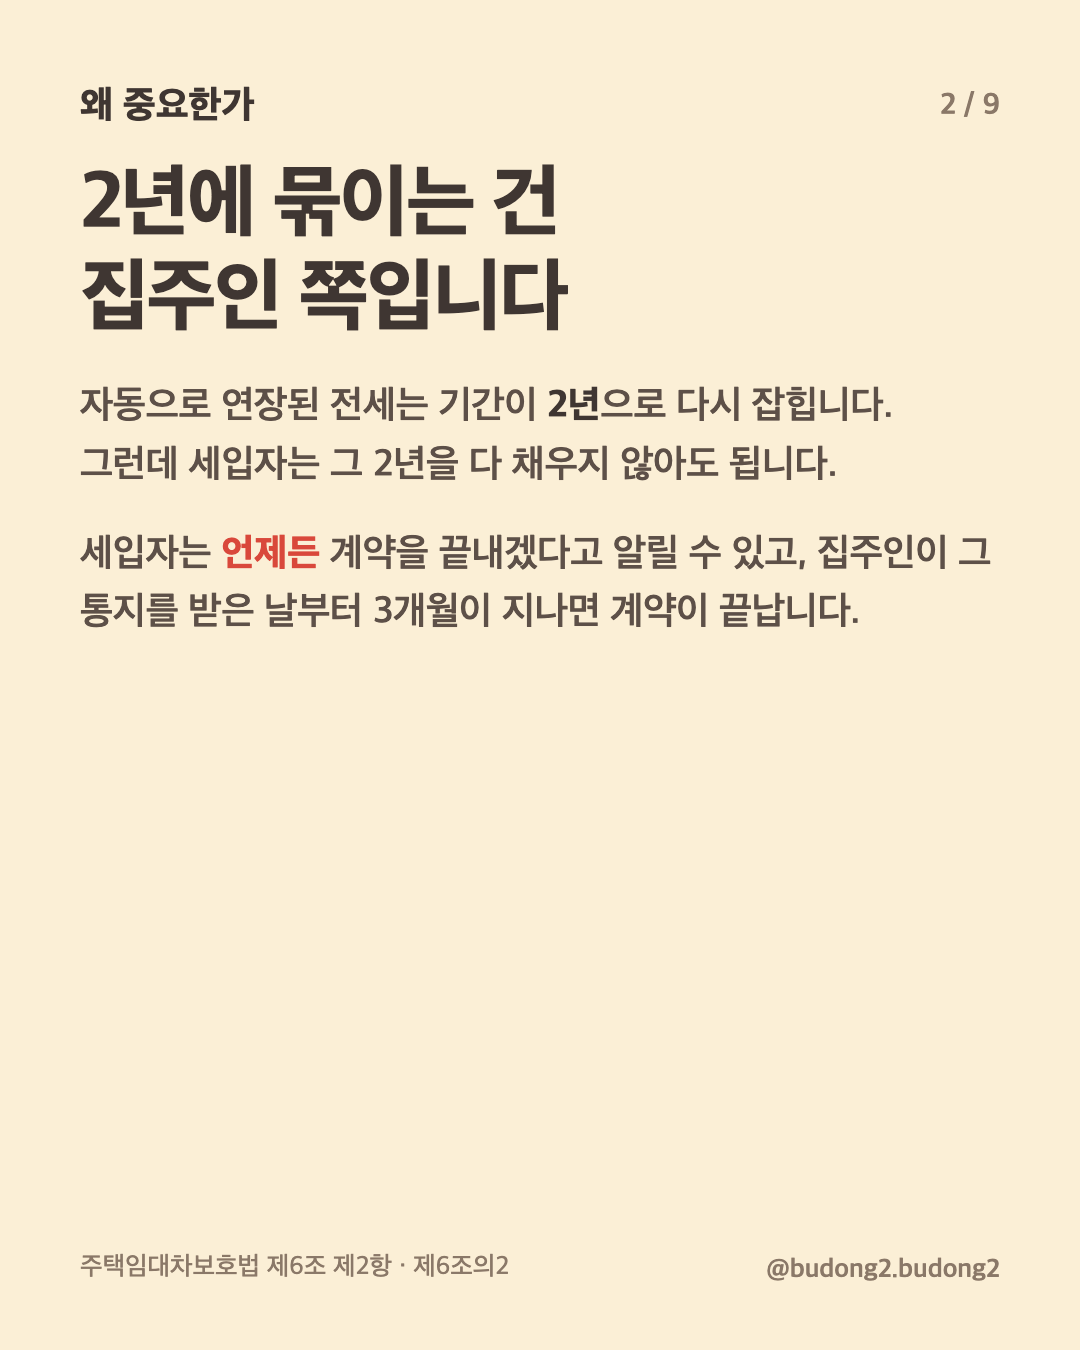 왜 중요한가
2 / 9
2년에 묶이는 건
집주인 쪽입니다
자동으로 연장된 전세는 기간이 2년으로 다시 잡힙니다.
그런데 세입자는 그 2년을 다 채우지 않아도 됩니다.
세입자는 언제든 계약을 끝내겠다고 알릴 수 있고, 집주인이 그
통지를 받은 날부터 3개월이 지나면 계약이 끝납니다.
주택임대차보호법 제6조 제2항 · 제6조의2
@budong2.budong2